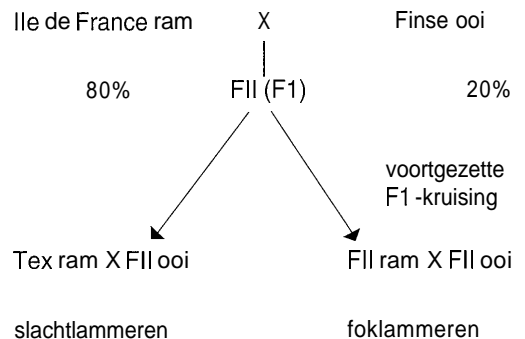 Ile de France ram X Finse ooi
80% FII (F1) 20%
voortgezette
F1-kruising
Tex ram X FII ooi FII ram X FII ooi
slachtlammeren foklammeren